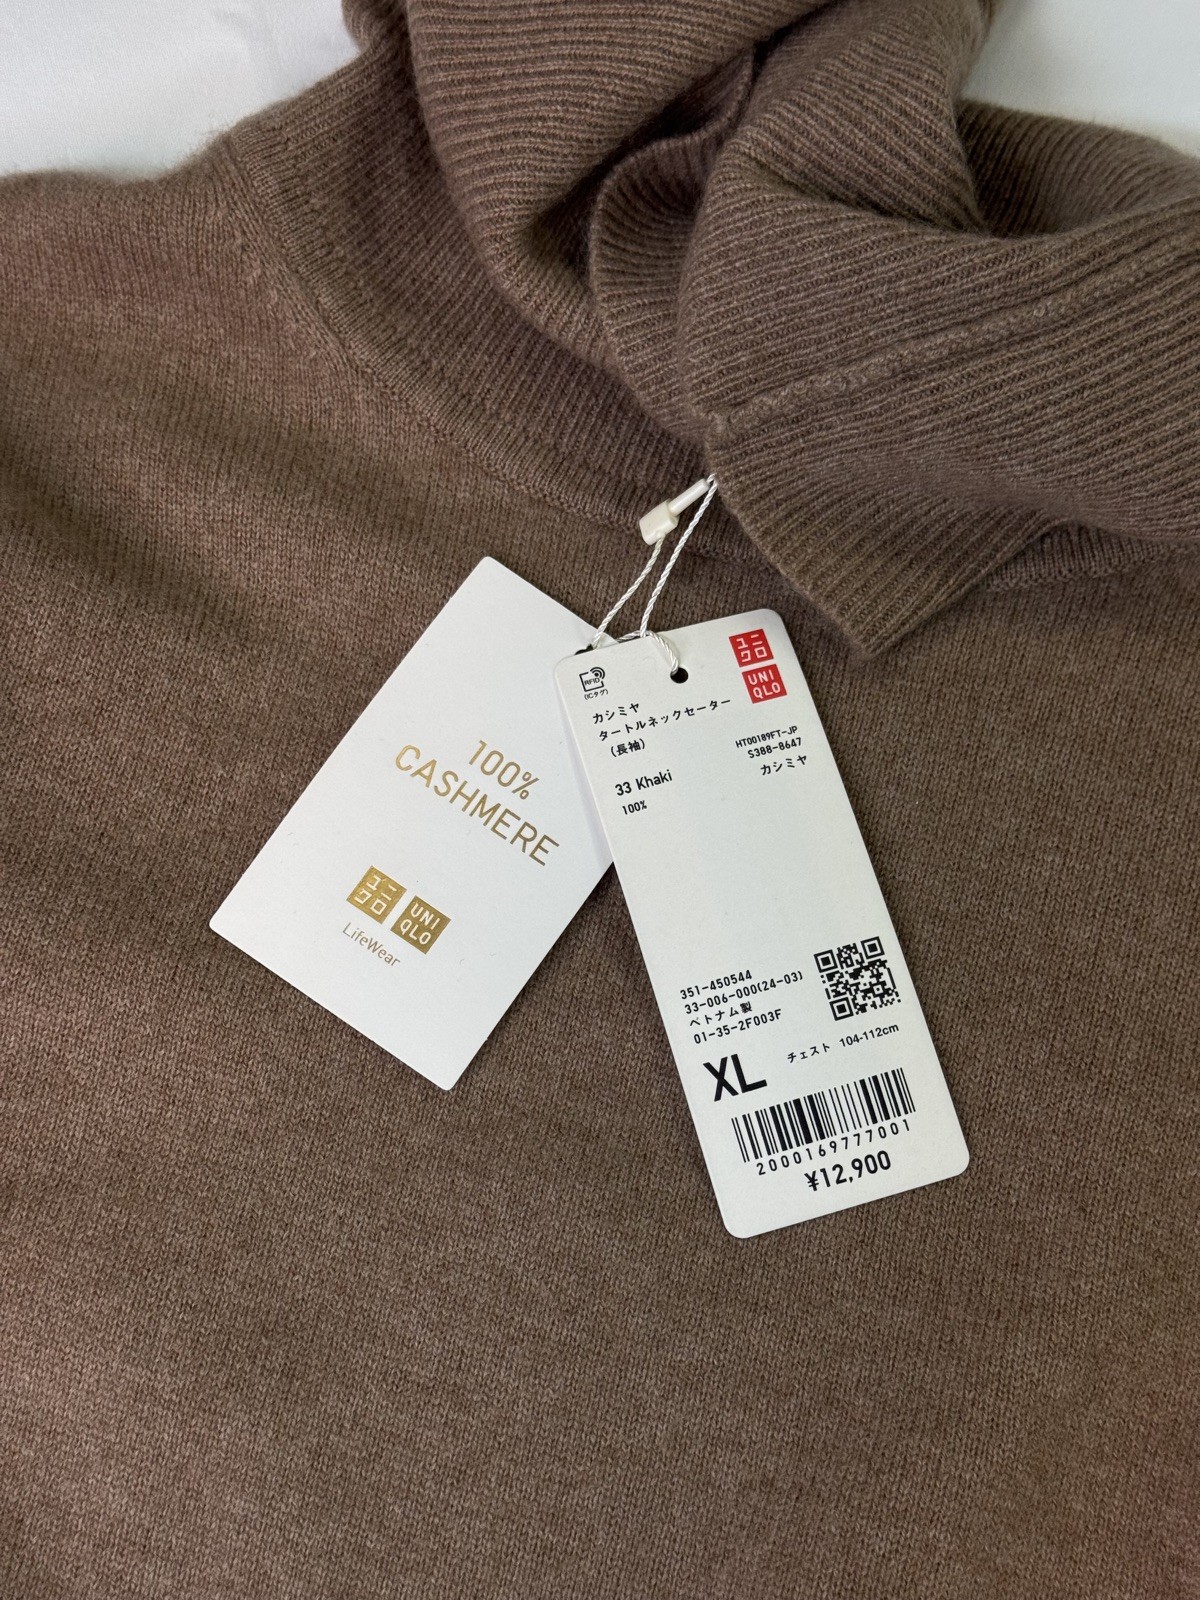 100%
CASHMERE
ユニ
クロ
UNI
QLO
LifeWear
RFID
(ICタグ)
ユニ
クロ
UNI
QLO
カシミヤ
タートルネックセーター
(長袖)
HT00189FT-JP
S388-8647
カシミヤ
33 Khaki
100%
351-450544
33-006-000(24-03)
ベトナム製
01-35-2F003F
XL チェスト 104-112cm
2000169777001
¥12,900